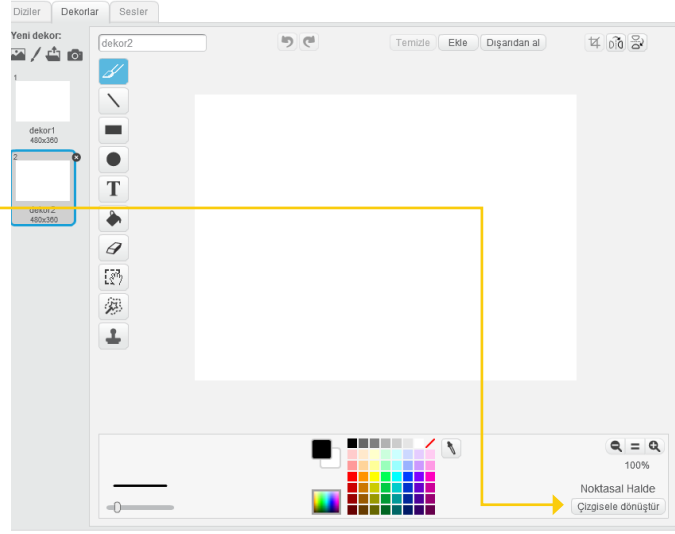 Diziler Dekorlar Sesler
Yeni dekor:
dekor2
Temizle Ekle Dışandan al
1
dekor1
480x360
2
dekor2
480x360
T
100%
Noktasal Halde
Çizgisele dönüştür